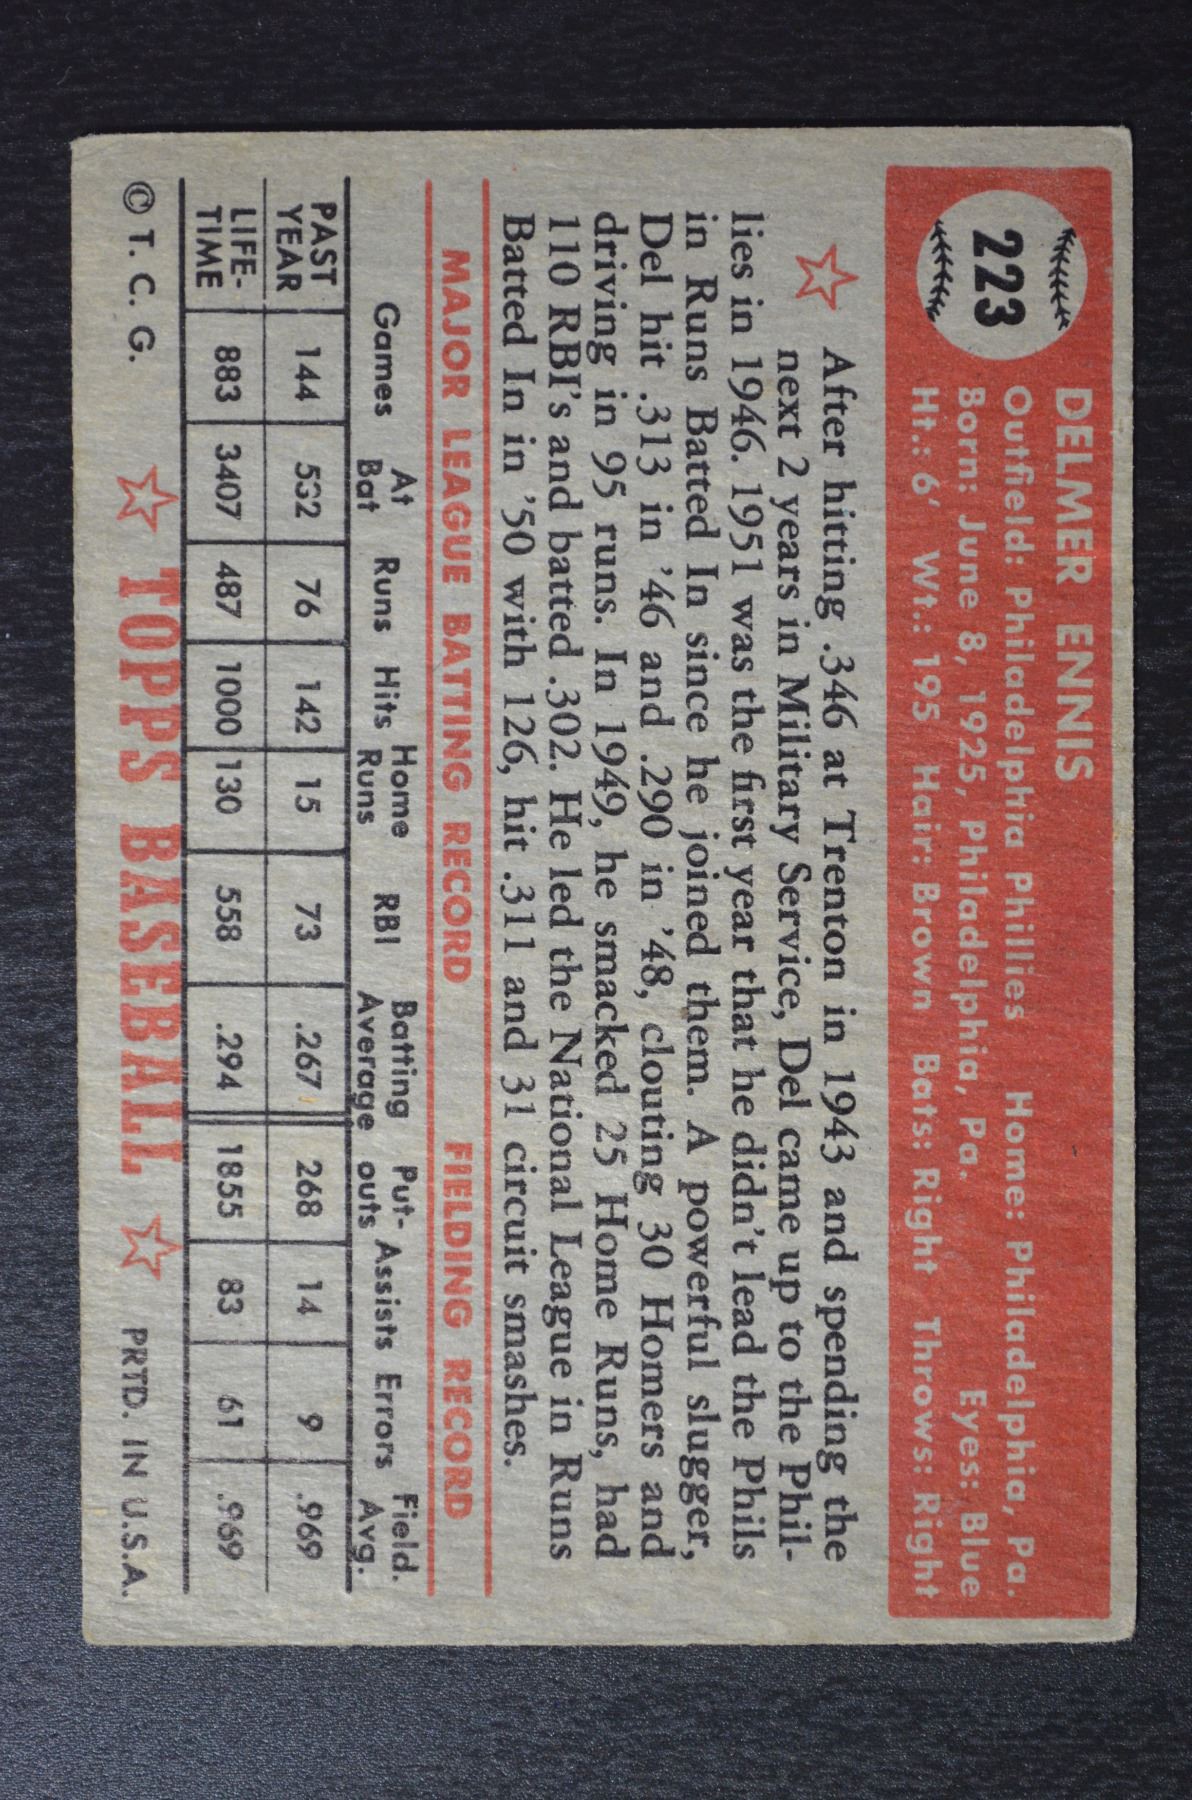 223
DELMER ENNIS
Outfield: Philadelphia Phillies Home: Philadelphia, Pa.
Born: June 8, 1925, Philadelphia, Pa. Eyes: Blue
Ht.: 6' Wt.: 195 Hair: Brown Bats: Right Throws: Right
After hitting .346 at Trenton in 1943 and spending the
next 2 years in Military Service, Del came up to the Phil-
lies in 1946. 1951 was the first year that he didn't lead the Phils
in Runs Batted In since he joined them. A powerful slugger,
Del hit .313 in '46 and .290 in '48, clouting 30 Homers and
driving in 95 runs. In 1949, he smacked 25 Home Runs, had
110 RBI's and batted .302. He led the National League in Runs
Batted In in '50 with 126, hit .311 and 31 circuit smashes.
MAJOR LEAGUE BATTING RECORD FIELDING RECORD
Games At Bat Runs Hits Home Runs RBI Batting Average Put-outs Assists Errors Field. Avg.
PAST YEAR 144 532 76 142 15 73 .267 268 14 9 .969
LIFE-TIME 883 3407 487 1000 130 558 .294 1855 83 61 .969
© T. C. G. TOPPS BASEBALL PRTD. IN U.S.A.